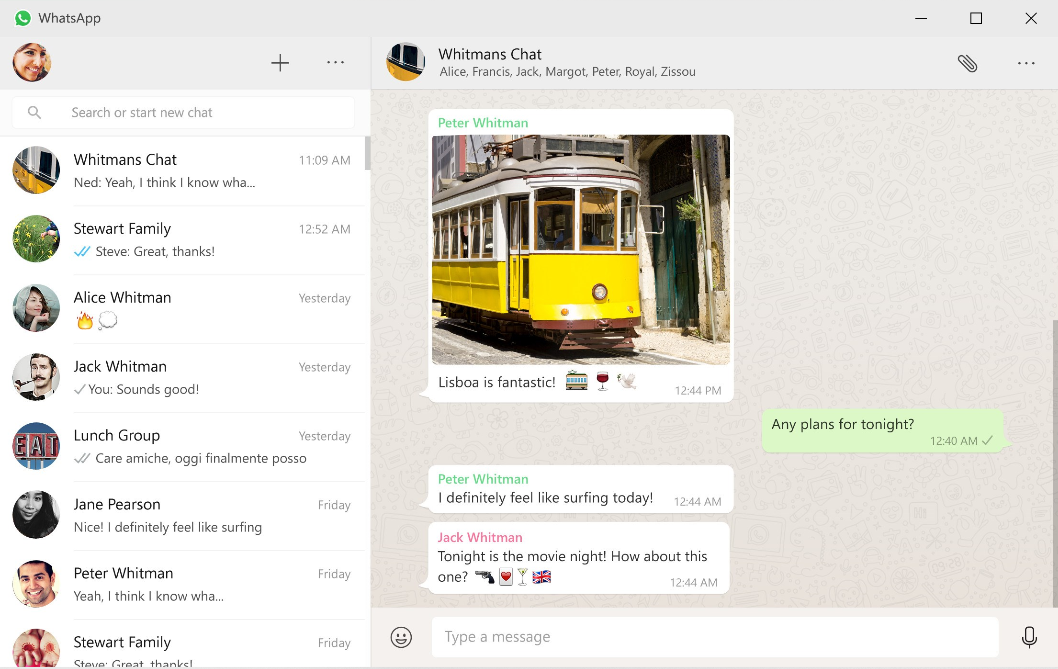 WhatsApp
Search or start new chat
Whitmans Chat 11:09 AM
Ned: Yeah, I think I know wha...
Stewart Family 12:52 AM
Steve: Great, thanks!
Alice Whitman Yesterday
Jack Whitman Yesterday
You: Sounds good!
EAT
Lunch Group Yesterday
Care amiche, oggi finalmente posso
Jane Pearson Friday
Nice! I definitely feel like surfing
Peter Whitman Friday
Yeah, I think I know wha...
Stewart Family Friday
Steve: Great, thanks!
Whitmans Chat
Alice, Francis, Jack, Margot, Peter, Royal, Zissou
Peter Whitman
Lisboa is fantastic! 🚋 🍷 🕊
12:44 PM
Any plans for tonight?
12:40 AM
Peter Whitman
I definitely feel like surfing today! 12:44 AM
Jack Whitman
Tonight is the movie night! How about this
one? 🔫 💌 🍸 🇬🇧
12:44 AM
Type a message